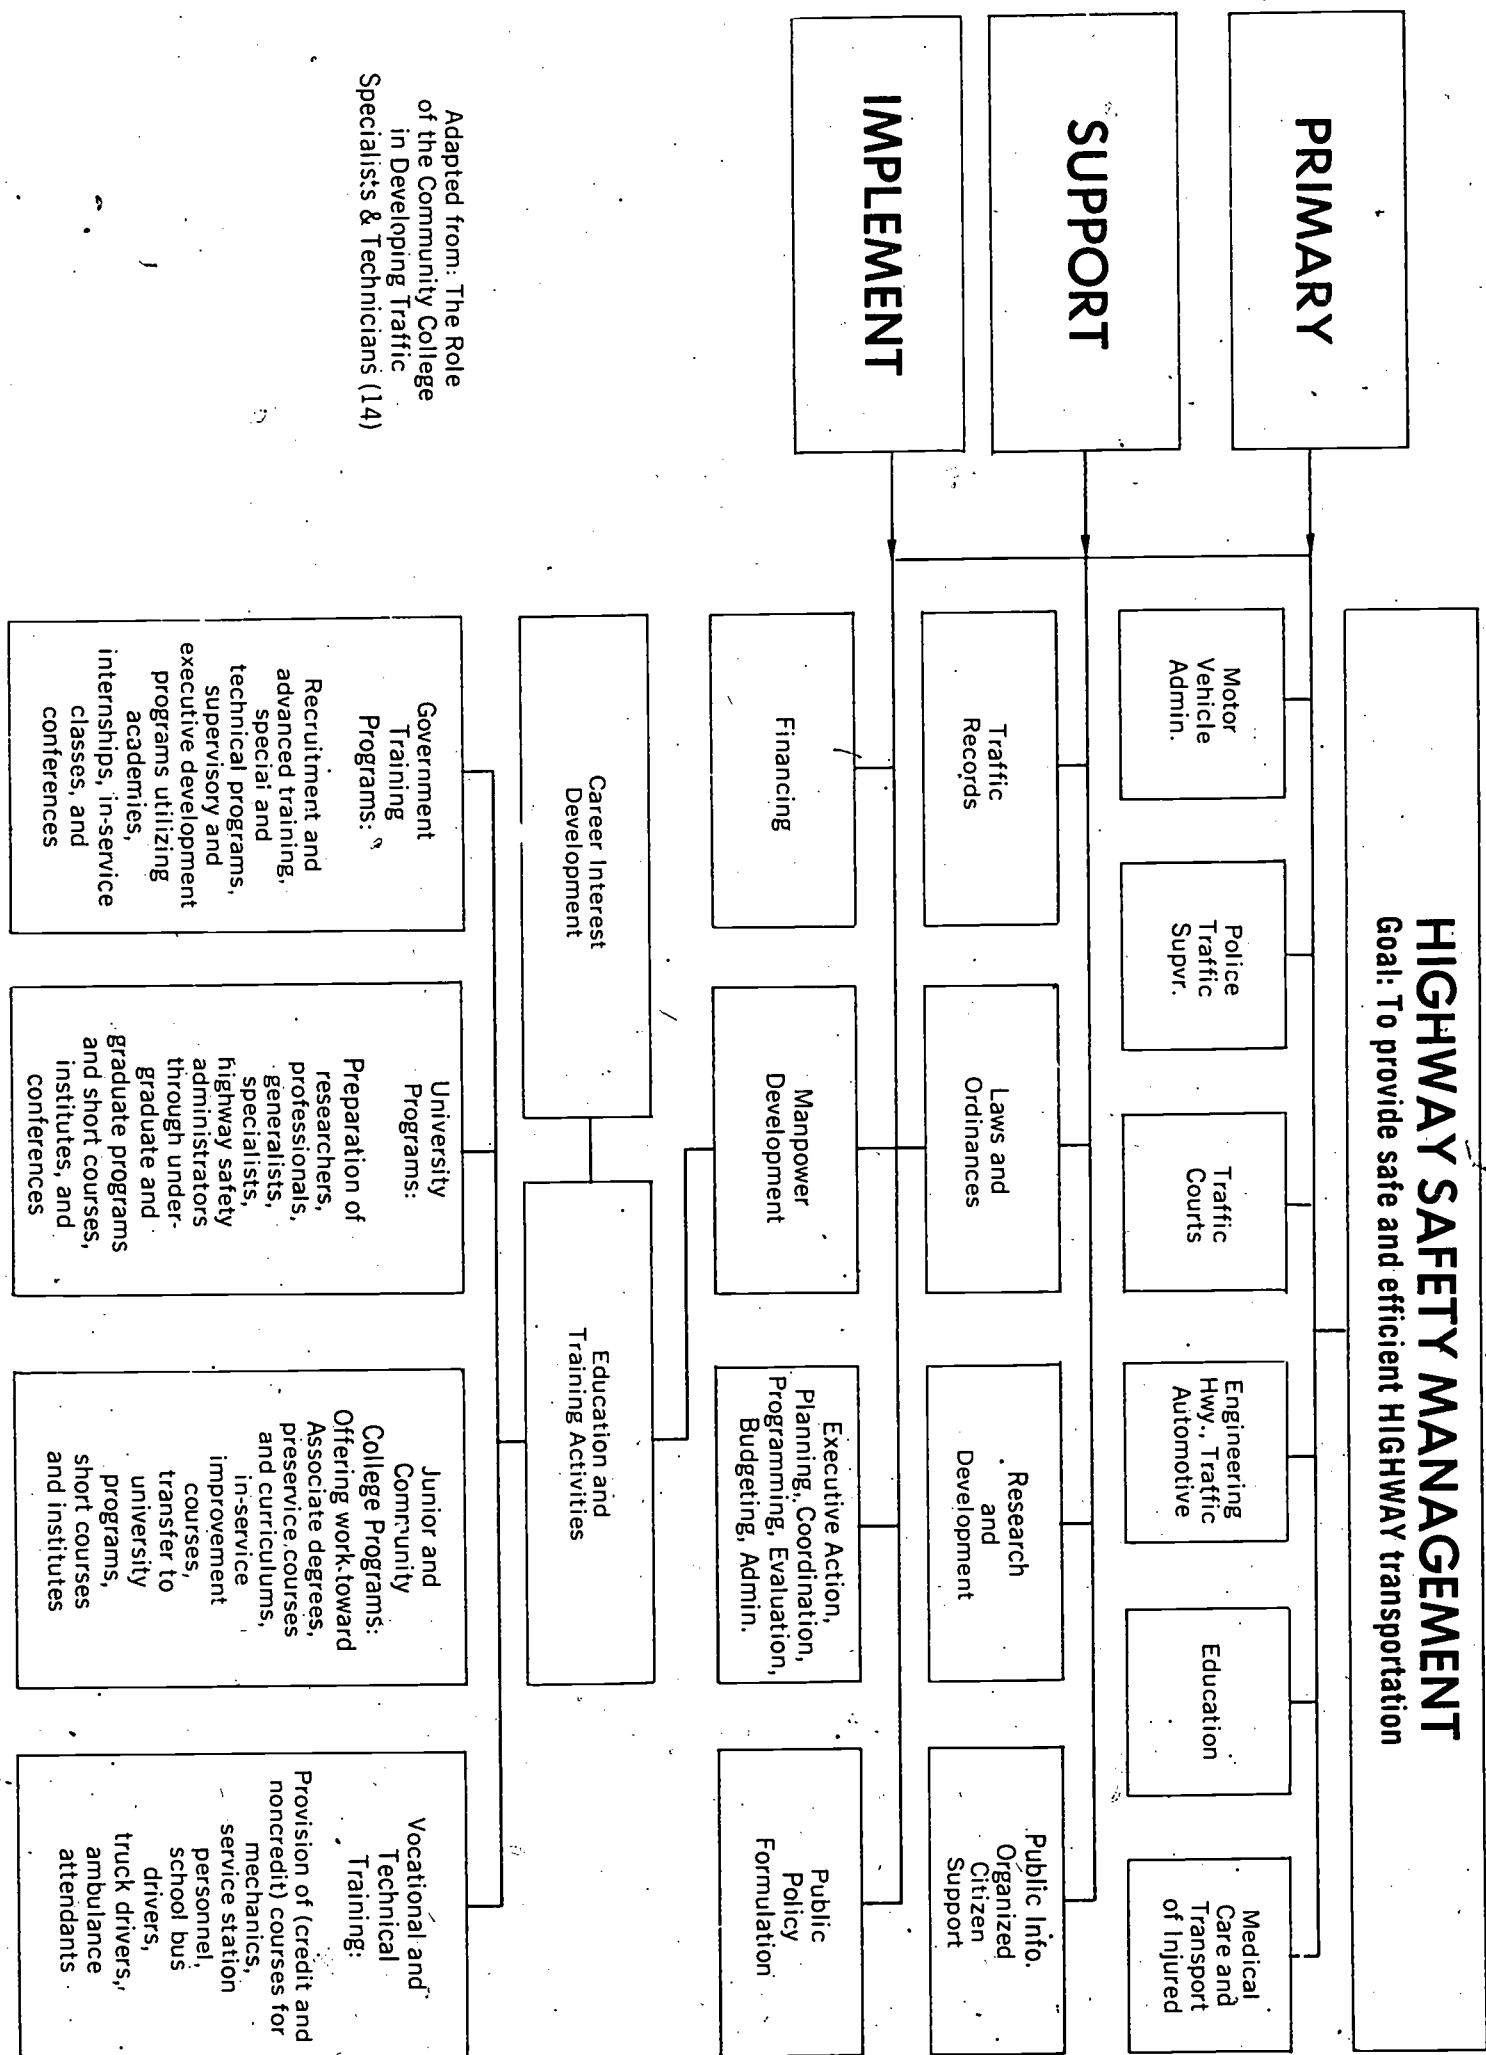 HIGHWAY SAFETY MANAGEMENT
Goal: To provide safe and efficient HIGHWAY transportation
PRIMARY
Motor
Vehicle
Admin.
Police
Traffic
Supvr.
Traffic
Courts
Engineering
Hwy., Traffic
Automotive
Education
Medical
Care and
Transport
of Injured
SUPPORT
Traffic
Records
Laws and
Ordinances
Research
and
Development
Public Info.
Organized
Citizen
Support
IMPLEMENT
Financing
Manpower
Development
Executive Action,
Planning, Coordination,
Programming, Evaluation,
Budgeting, Admin.
Public
Policy
Formulation
Career Interest
Development
Education and
Training Activities
Government
Training
Programs:
Recruitment and
advanced training,
special and
technical programs,
supervisory and
executive development
programs utilizing
academies,
internships, in-service
classes, and
conferences
University
Programs:
Preparation of
researchers,
professionals,
generalists,
specialists,
highway safety
administrators
through under-
graduate and
graduate programs
and short courses,
institutes, and
conferences
Junior and
Community
College Programs:
Offering work toward
Associate degrees,
preservice courses
and curriculums,
in-service
improvement
courses,
transfer to
university
programs,
short courses
and institutes
Vocational and
Technical
Training:
Provision of (credit and
noncredit) courses for
mechanics,
service station
personnel,
school bus
drivers,
truck drivers,
ambulance
attendants
Adapted from: The Role
of the Community College
in Developing Traffic
Specialists & Technicians (14)